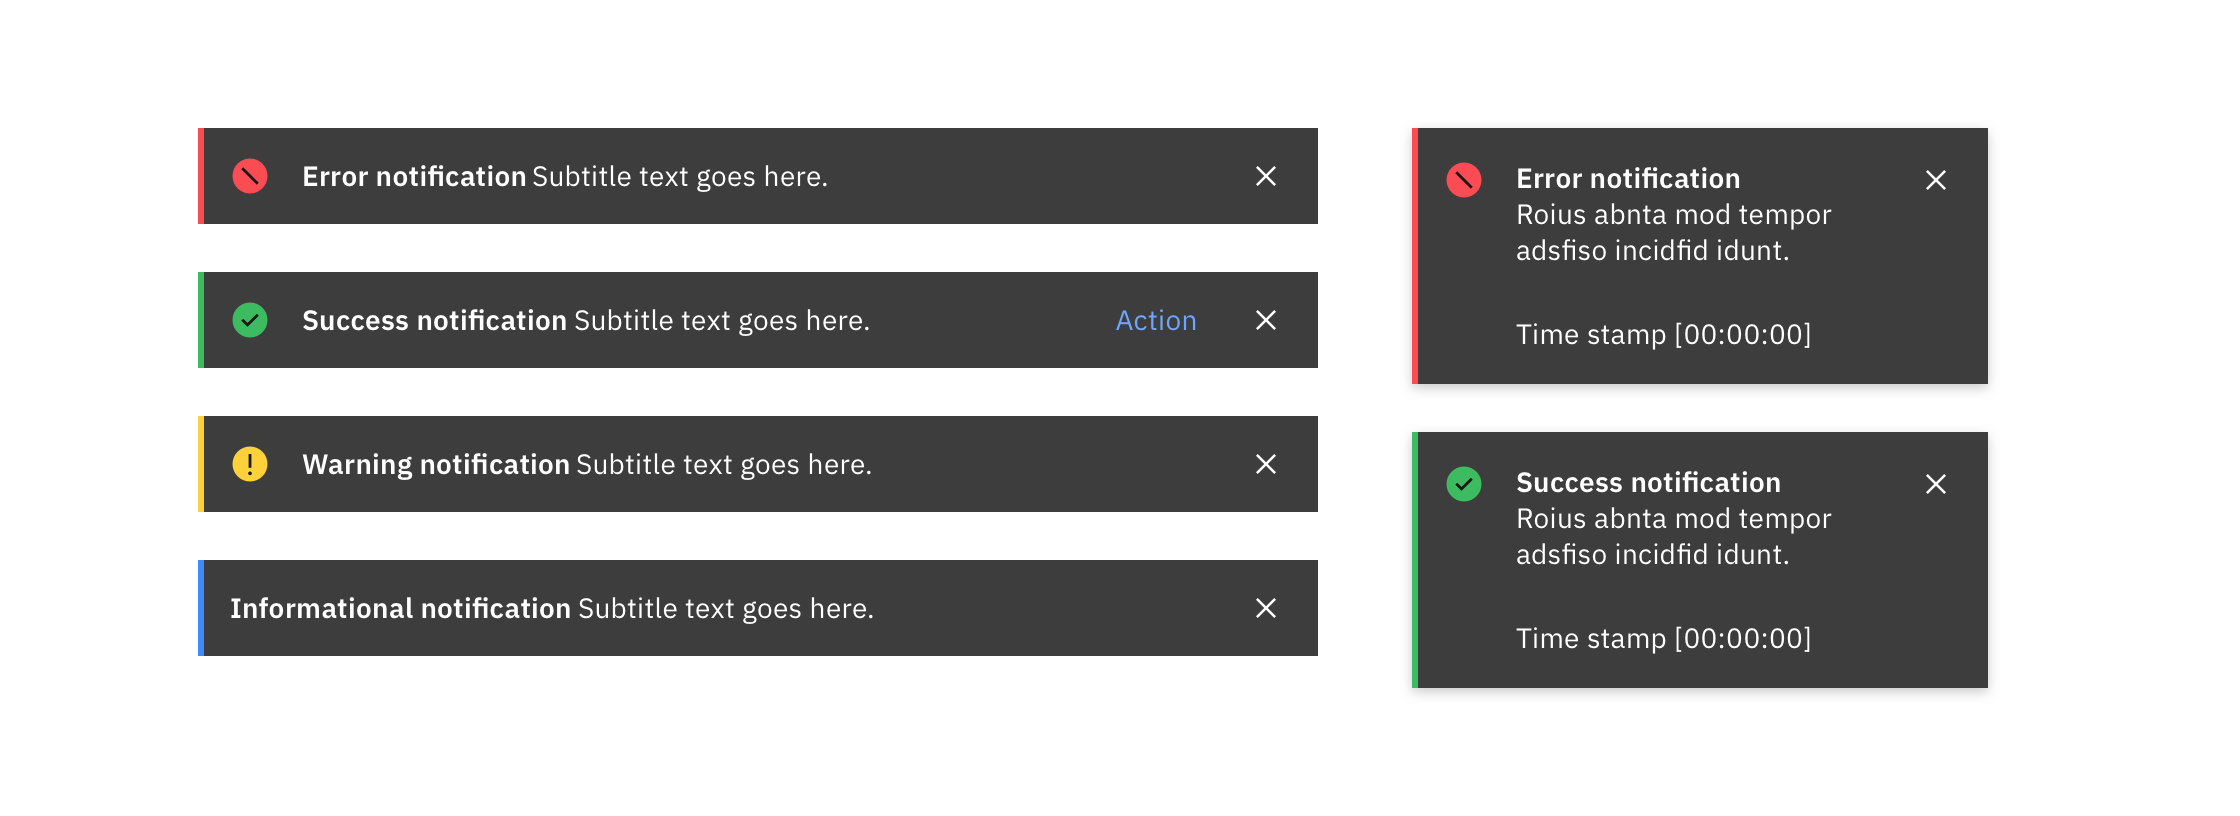 Error notification Subtitle text goes here.
Success notification Subtitle text goes here. Action
Warning notification Subtitle text goes here.
Informational notification Subtitle text goes here.
Error notification
Roius abnta mod tempor
adsfiso incidfid idunt.
Time stamp [00:00:00]
Success notification
Roius abnta mod tempor
adsfiso incidfid idunt.
Time stamp [00:00:00]